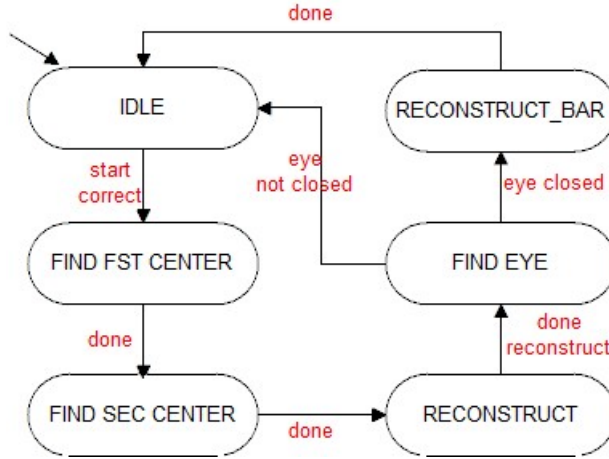 done
IDLE
RECONSTRUCT_BAR
start
correct
eye
not closed
eye closed
FIND FST CENTER
FIND EYE
done
done
reconstruct
FIND SEC CENTER
done
RECONSTRUCT